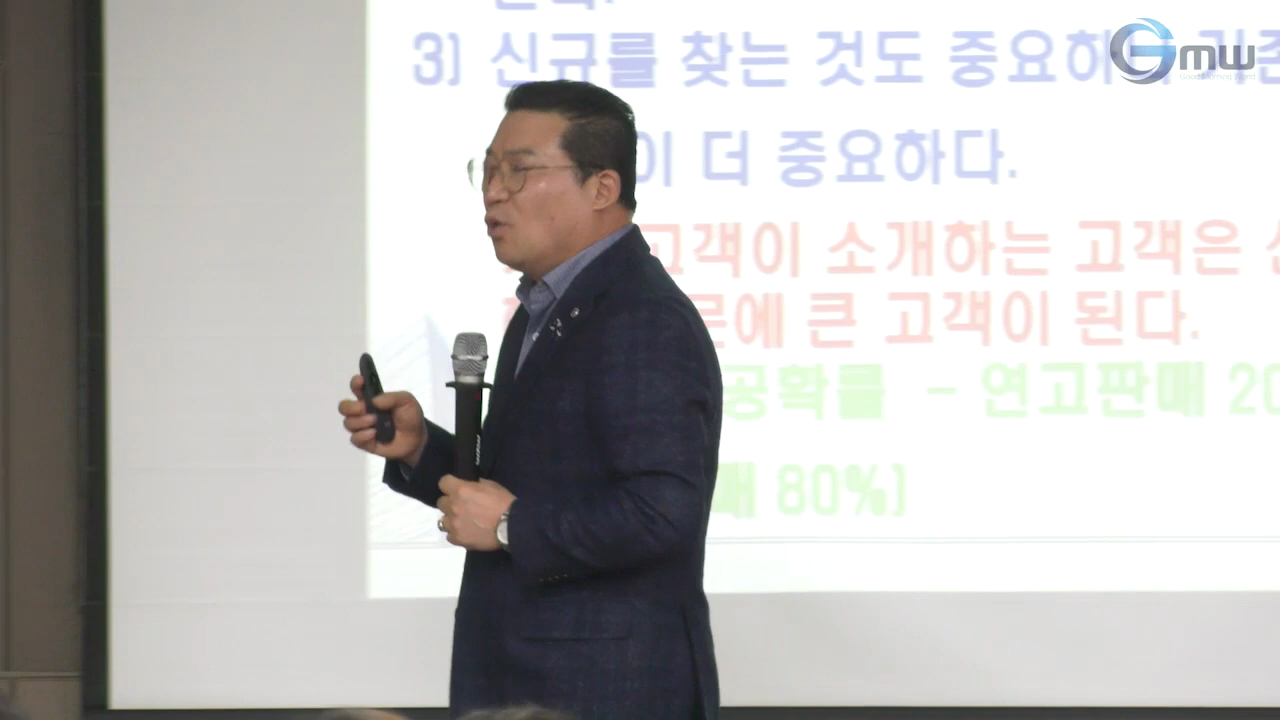 3) 신규를 찾는 것도 중요하
이 더 중요하다.
고객이 소개하는 고객은
에 큰 고객이 된다.
공확률 - 연고판매 20
매 80%)
Gmw